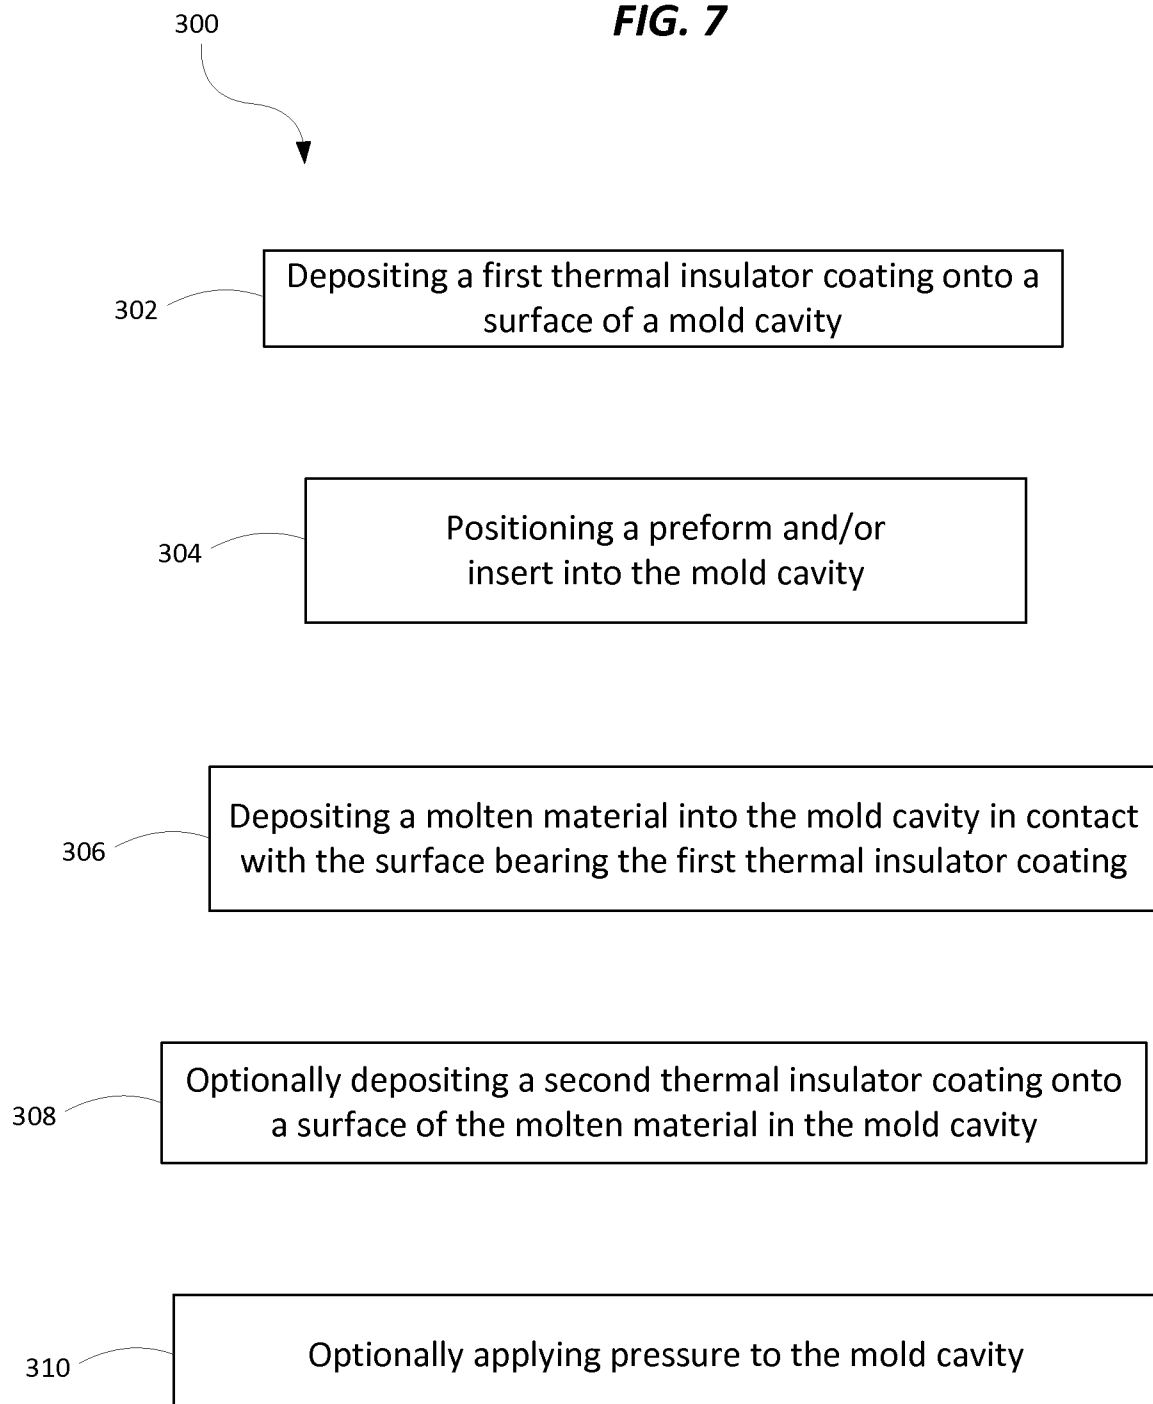 FIG. 7
300
302
Depositing a first thermal insulator coating onto a
surface of a mold cavity
304
Positioning a preform and/or
insert into the mold cavity
306
Depositing a molten material into the mold cavity in contact
with the surface bearing the first thermal insulator coating
308
Optionally depositing a second thermal insulator coating onto
a surface of the molten material in the mold cavity
310
Optionally applying pressure to the mold cavity